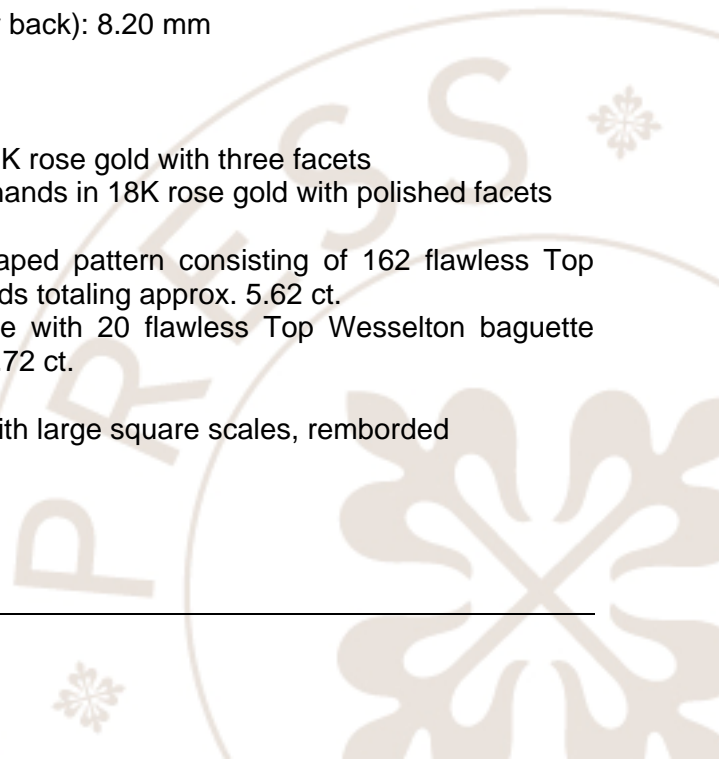 back): 8.20 mm
K rose gold with three facets
hands in 18K rose gold with polished facets
aped pattern consisting of 162 flawless Top
ds totaling approx. 5.62 ct.
e with 20 flawless Top Wesselton baguette
72 ct.
ith large square scales, remborded
PRESS